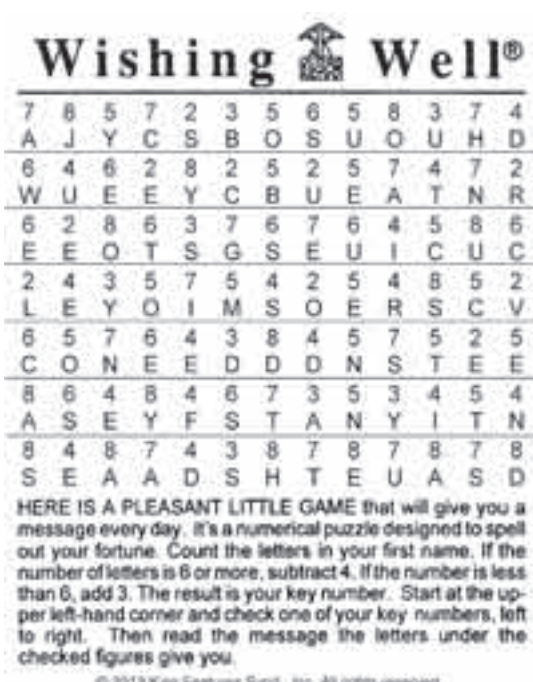 Wishing Well®
7 8 5 7 2 3 5 6 5 8 3 7 4
A J Y C S B O S U O U H D
6 4 6 2 8 2 5 2 5 7 4 7 2
W U E E Y C B U E A T N R
6 2 8 6 3 7 6 7 6 4 5 8 6
E E O T S G S E U I C U C
2 4 3 5 7 5 4 2 5 4 8 5 2
L E Y O I M S O E R S C V
6 5 7 6 4 3 8 4 5 7 5 2 5
C O N E E D D D N S T E E
8 6 4 8 4 6 7 3 5 3 4 5 4
A S E Y F S T A N Y I T N
8 4 8 7 4 3 8 7 8 7 8 7 8
S E A A D S H T E U A S D
HERE IS A PLEASANT LITTLE GAME that will give you a
message every day. It's a numerical puzzle designed to spell
out your fortune. Count the letters in your first name. If the
number of letters is 6 or more, subtract 4. If the number is less
than 6, add 3. The result is your key number. Start at the up-
per left-hand corner and check one of your key numbers, left
to right. Then read the message the letters under the
checked figures give you.
© 2013 King Features Synd., Inc. All rights reserved